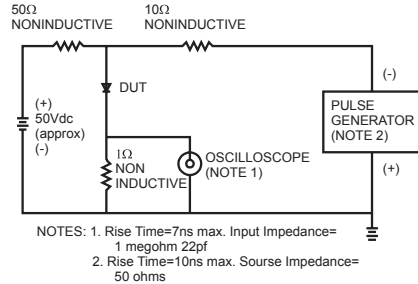 50Ω
NONINDUCTIVE
10Ω
NONINDUCTIVE
DUT
(+)
50Vdc
(approx)
(-)
1Ω
NON
INDUCTIVE
OSCILLOSCOPE
(NOTE 1)
(-)
PULSE
GENERATOR
(NOTE 2)
(+)
NOTES: 1. Rise Time=7ns max. Input Impedance=
1 megohm 22pf
2. Rise Time=10ns max. Sourse Impedance=
50 ohms